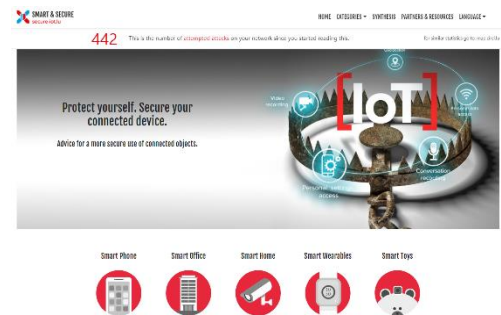 SMART & SECURE
secure-iot.lu
HOME CATEGORIES SYNTHESIS PARTNERS & RESOURCES LANGUAGE
442 This is the number of attempted attacks on your network since you started reading this.
Geolocation
Video
recording
[IoT]
Protect yourself. Secure your
connected device.
Advice for a more secure use of connected objects.
Conversation
recording
access
Smart Phone Smart Office Smart Home Smart Wearables Smart Toys